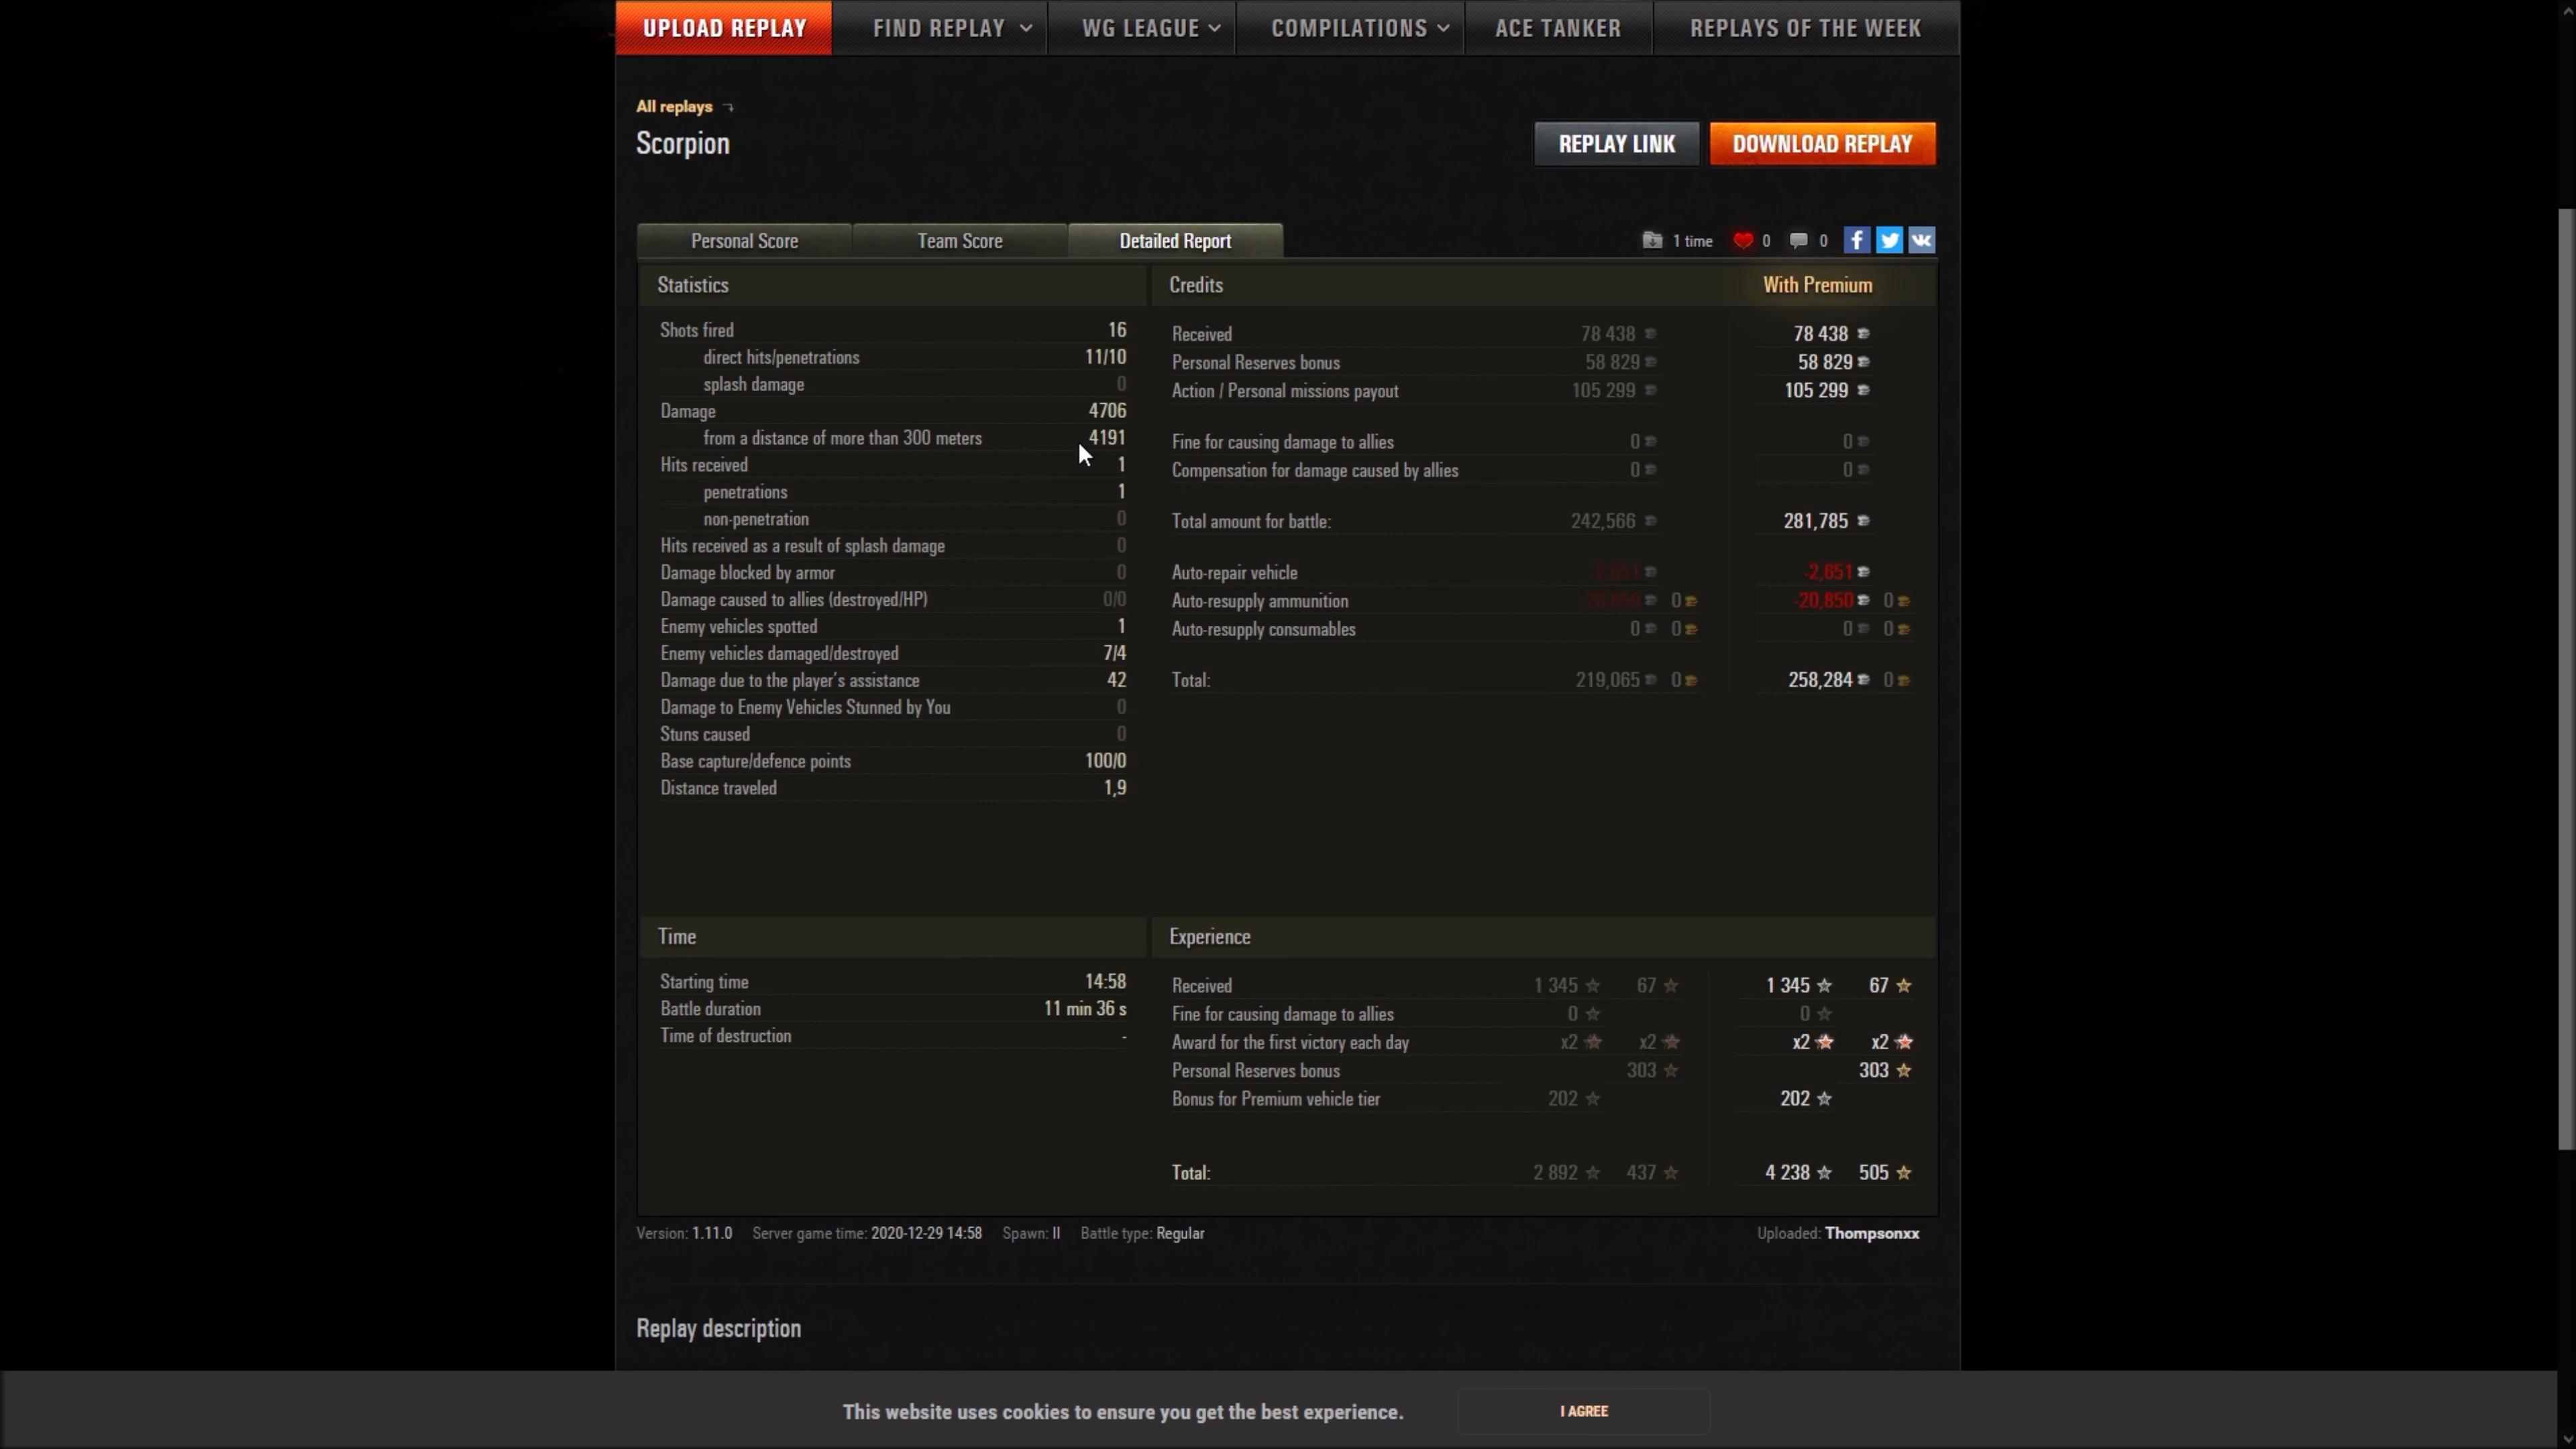 UPLOAD REPLAY FIND REPLAY WG LEAGUE COMPILATIONS ACE TANKER REPLAYS OF THE WEEK
All replays
Scorpion
REPLAY LINK DOWNLOAD REPLAY
Personal Score Team Score Detailed Report 1 time 0 0
Statistics Credits With Premium
Shots fired 16
direct hits/penetrations 11/10
splash damage 0
Damage 4706
from a distance of more than 300 meters 4191
Hits received 1
penetrations 1
non-penetration 0
Hits received as a result of splash damage 0
Damage blocked by armor 0
Damage caused to allies (destroyed/HP) 0/0
Enemy vehicles spotted 1
Enemy vehicles damaged/destroyed 7/4
Damage due to the player's assistance 42
Damage to Enemy Vehicles Stunned by You 0
Stuns caused 0
Base capture/defence points 100/0
Distance traveled 1,9
Received 78 438 78 438
Personal Reserves bonus 58 829 58 829
Action / Personal missions payout 105 299 105 299
Fine for causing damage to allies 0 0
Compensation for damage caused by allies 0 0
Total amount for battle: 242,566 281,785
Auto-repair vehicle -2,651 -2,651
Auto-resupply ammunition -20,850 0 -20,850 0
Auto-resupply consumables 0 0 0 0
Total: 219,065 0 258,284 0
Time
Starting time 14:58
Battle duration 11 min 36 s
Time of destruction -
Experience
Received 1 345 67 1 345 67
Fine for causing damage to allies 0 0
Award for the first victory each day x2 x2 x2 x2
Personal Reserves bonus 303 303
Bonus for Premium vehicle tier 202 202
Total: 2 892 437 4 238 505
Version: 1.11.0 Server game time: 2020-12-29 14:58 Spawn: II Battle type: Regular Uploaded: Thompsonxx
Replay description
This website uses cookies to ensure you get the best experience. I AGREE